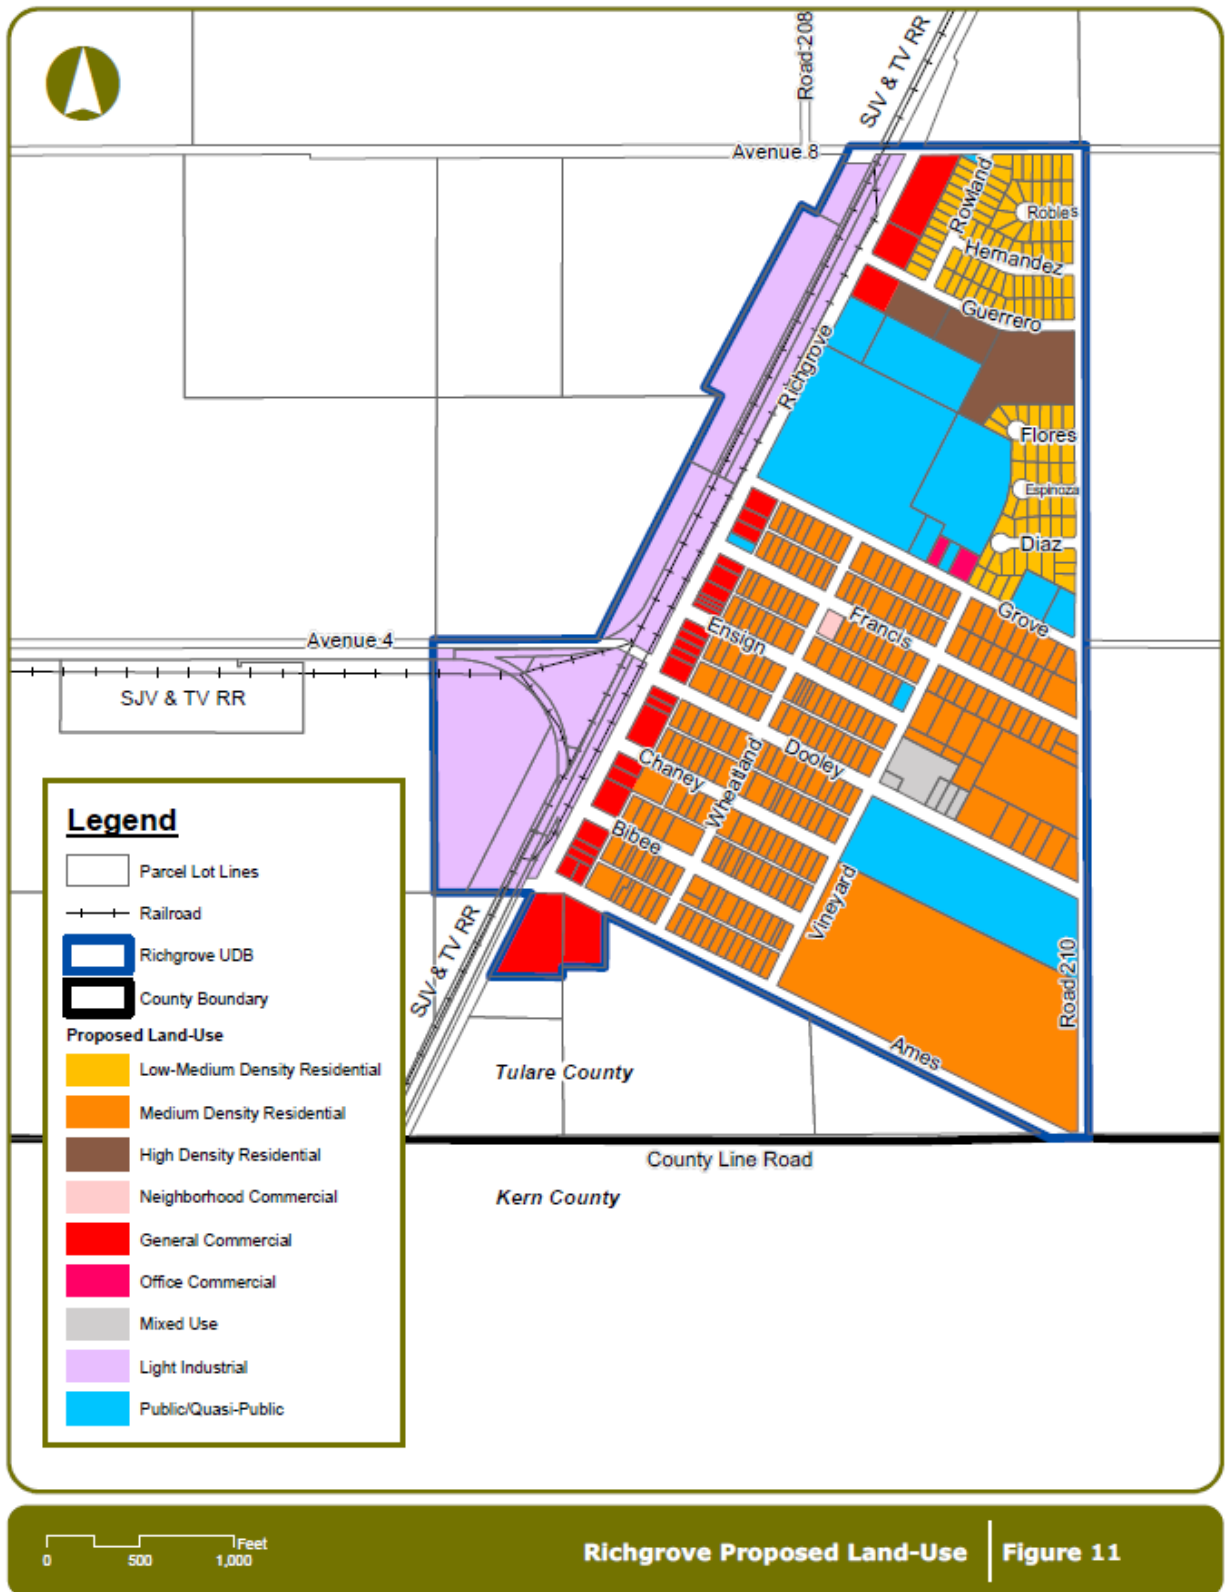 Road 208
SJV & TV RR
Avenue 8
Rowland
Robles
Hernandez
Guerrero
Richgrove
Flores
Espinoza
Diaz
Grove
Francis
Ensign
Avenue 4
SJV & TV RR
Dooley
Chaney
Wheatland
Bibee
Vineyard
Road 210
SJV & TV RR
Ames
Tulare County
County Line Road
Kern County
Legend
Parcel Lot Lines
Railroad
Richgrove UDB
County Boundary
Proposed Land-Use
Low-Medium Density Residential
Medium Density Residential
High Density Residential
Neighborhood Commercial
General Commercial
Office Commercial
Mixed Use
Light Industrial
Public/Quasi-Public
Feet
0 500 1,000
Richgrove Proposed Land-Use Figure 11